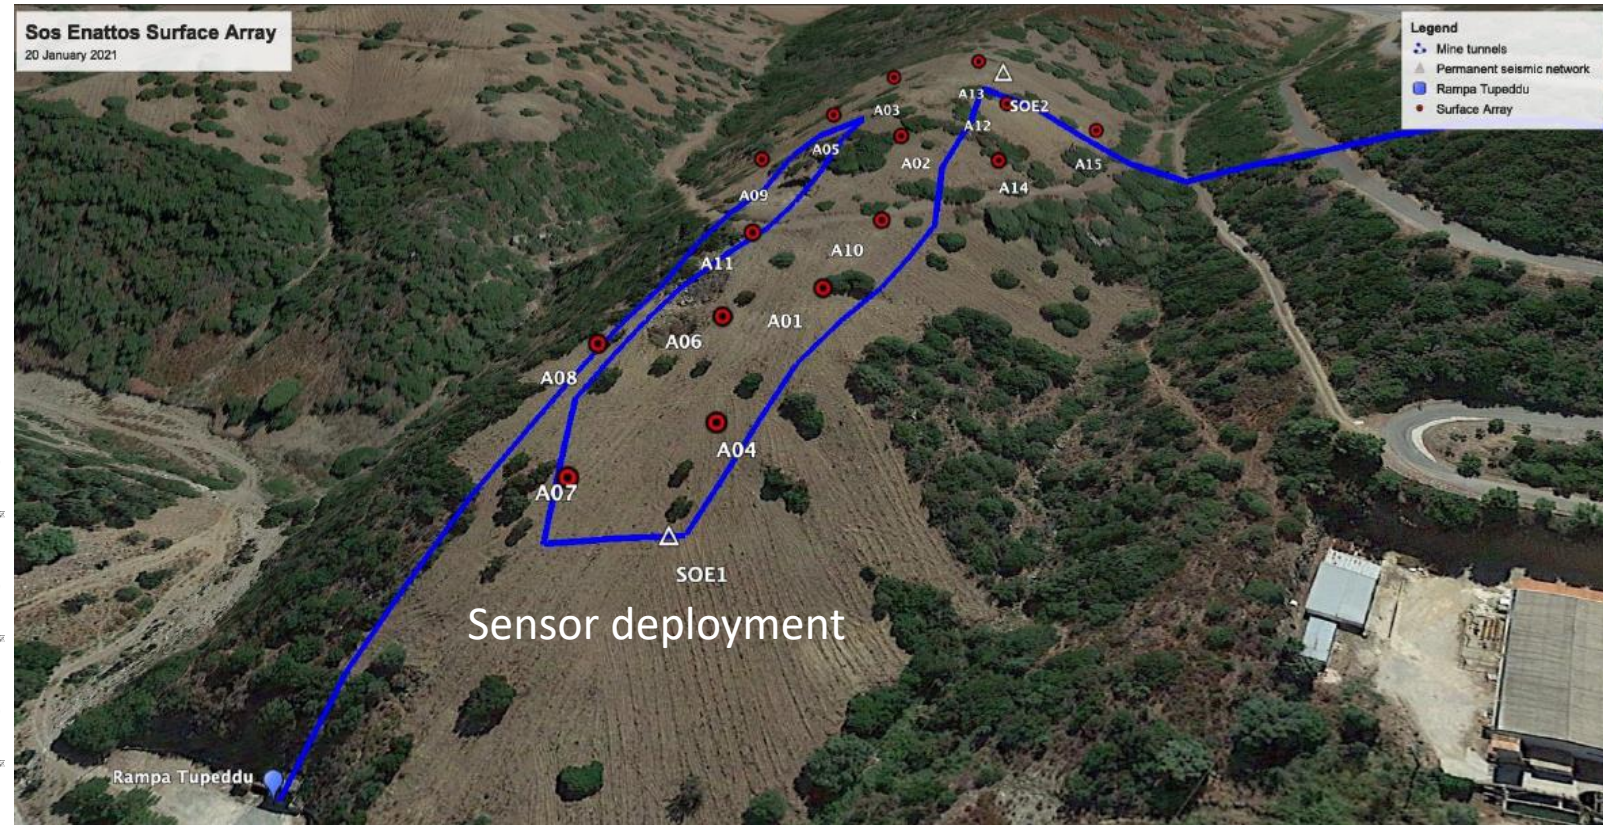 Sos Enattos Surface Array
20 January 2021
Legend
Mine tunnels
Permanent seismic network
Rampa Tupeddu
Surface Array
A13
SOE2
A03
A12
A05
A02
A15
A14
A09
A10
A11
A01
A06
A08
A04
A07
SOE1
Sensor deployment
Rampa Tupeddu